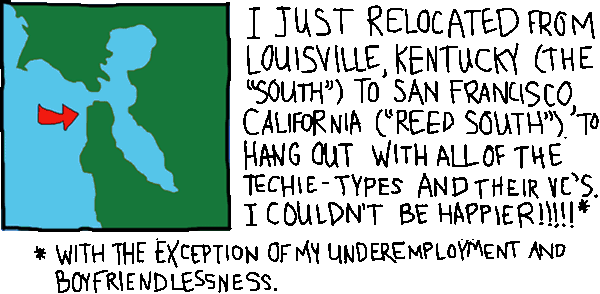 I JUST RELOCATED FROM
LOUISVILLE, KENTUCKY (THE
"SOUTH") TO SAN FRANCISCO,
CALIFORNIA ("REED SOUTH"). TO
HANG OUT WITH ALL OF THE
TECHIE-TYPES AND THEIR VC'S.
I COULDN'T BE HAPPIER!!!!!*
* WITH THE EXCEPTION OF MY UNDEREMPLOYMENT AND
BOYFRIENDLESSNESS.